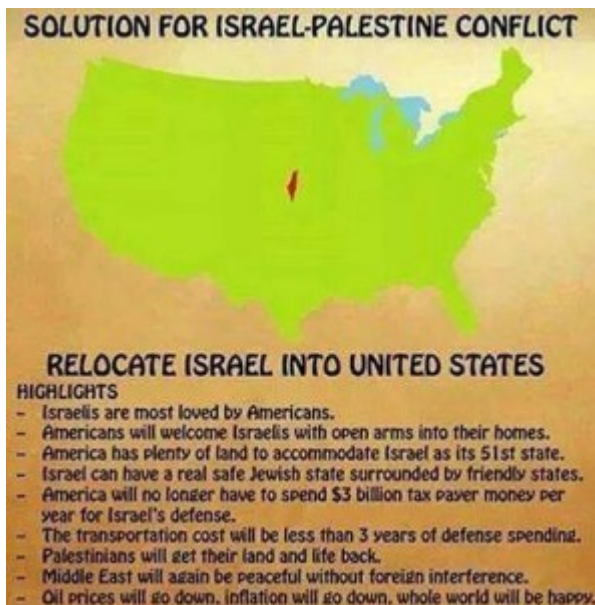 SOLUTION FOR ISRAEL-PALESTINE CONFLICT
RELOCATE ISRAEL INTO UNITED STATES
HIGHLIGHTS
- Israelis are most loved by Americans.
- Americans will welcome Israelis with open arms into their homes.
- America has plenty of land to accommodate Israel as its 51st state.
- Israel can have a real safe Jewish state surrounded by friendly states.
- America will no longer have to spend $3 billion tax payer money per
year for Israel's defense.
- The transportation cost will be less than 3 years of defense spending.
- Palestinians will get their land and life back.
- Middle East will again be peaceful without foreign interference.
- Oil prices will go down, inflation will go down, whole world will be happy.